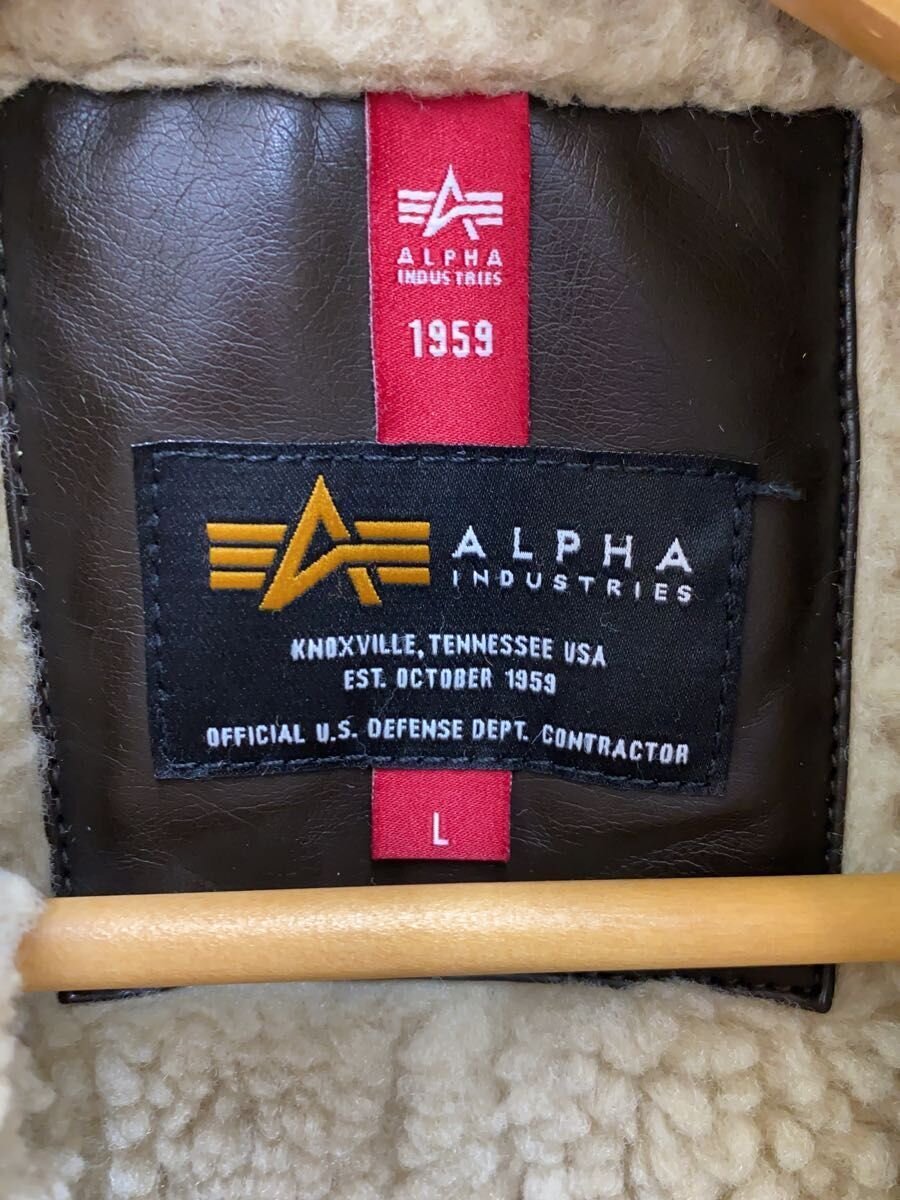 ALPHA
INDUSTRIES
1959
ALPHA
INDUSTRIES
KNOXVILLE, TENNESSEE USA
EST. OCTOBER 1959
OFFICIAL U.S. DEFENSE DEPT. CONTRACTOR
L